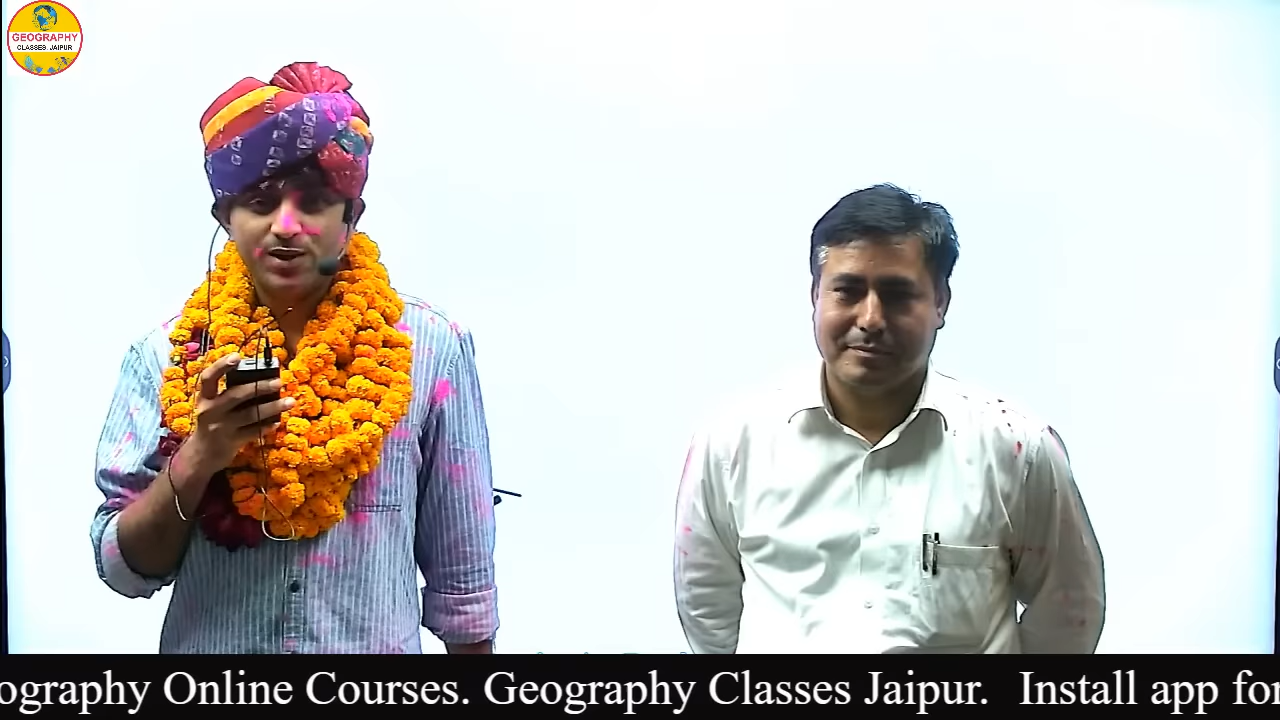 GEOGRAPHY
CLASSES JAIPUR
ography Online Courses. Geography Classes Jaipur. Install app for